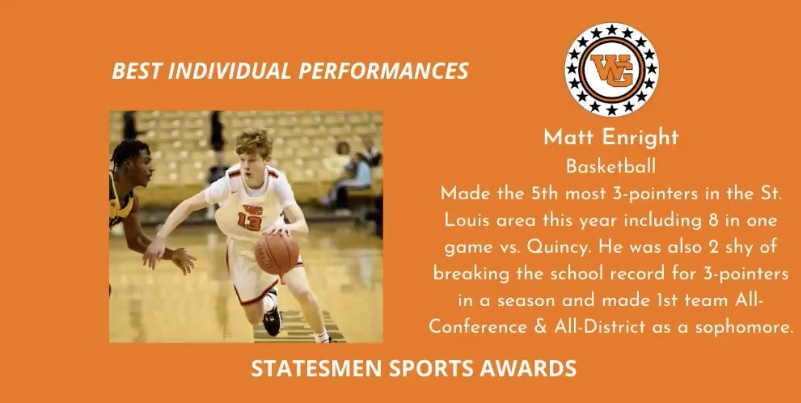 BEST INDIVIDUAL PERFORMANCES
WG
Matt Enright
Basketball
Made the 5th most 3-pointers in the St.
Louis area this year including 8 in one
game vs. Quincy. He was also 2 shy of
breaking the school record for 3-pointers
in a season and made 1st team All-
Conference & All-District as a sophomore.
WG
13
STATESMEN SPORTS AWARDS